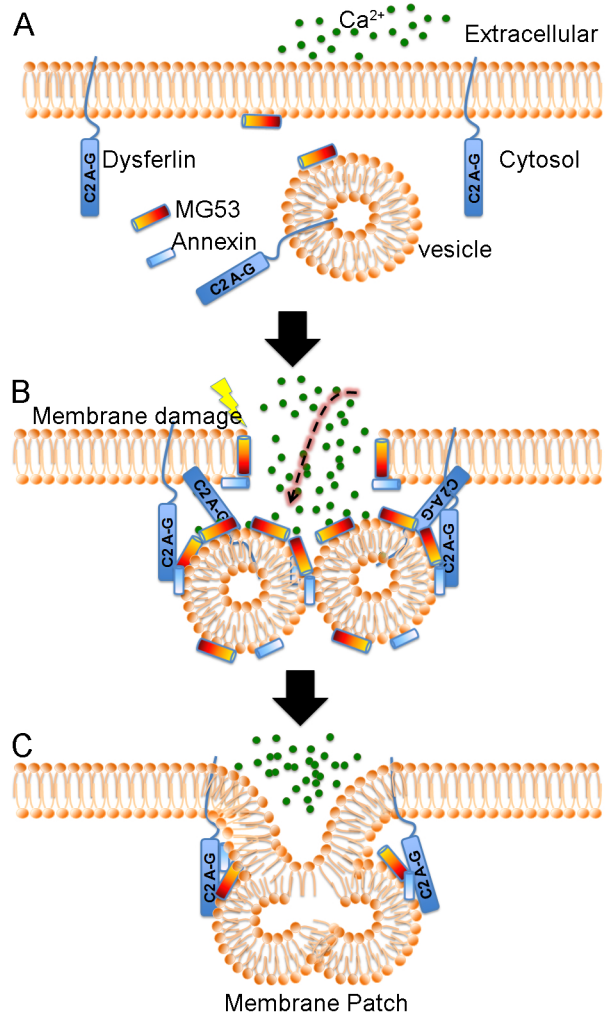 A
Ca2+
Extracellular
C2 A-G
Dysferlin
C2 A-G
Cytosol
MG53
Annexin
vesicle
C2 A-G
B
Membrane damage
C2 A-G
C2 A-G
C2 A-G
C2 A-G
C
C2 A-G
C2 A-G
Membrane Patch